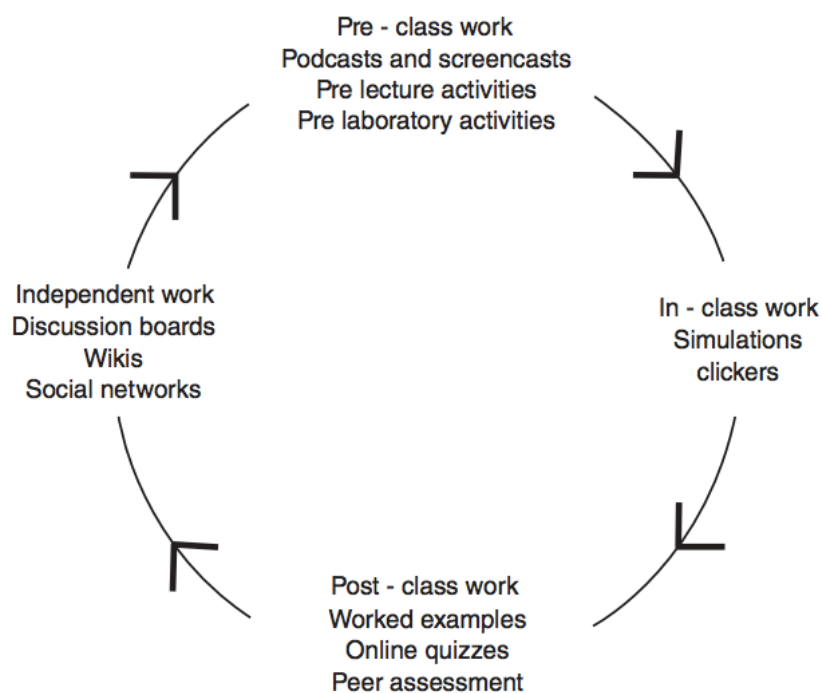 Pre - class work
Podcasts and screencasts
Pre lecture activities
Pre laboratory activities
In - class work
Simulations
clickers
Post - class work
Worked examples
Online quizzes
Peer assessment
Independent work
Discussion boards
Wikis
Social networks